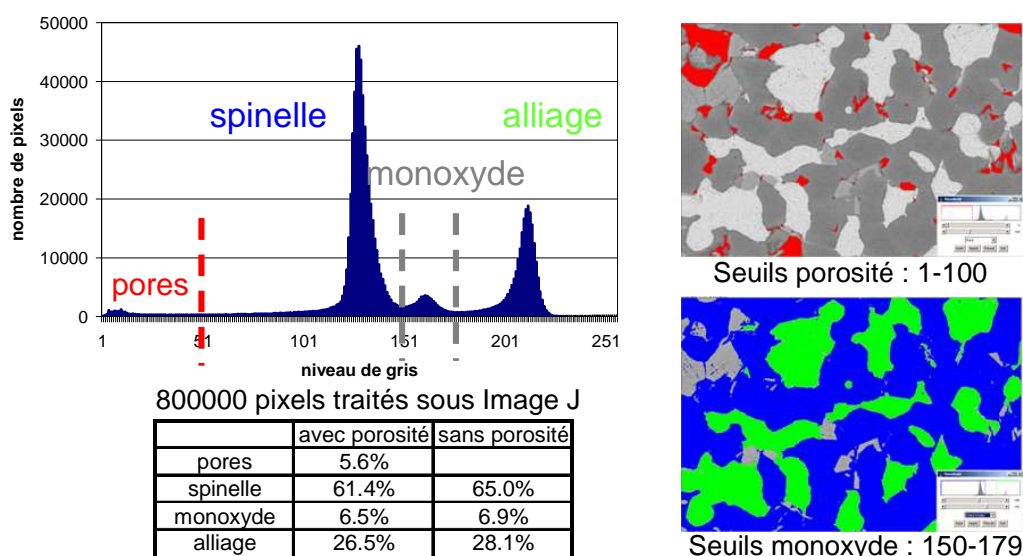 50000
40000
30000
20000
10000
0
nombre de pixels
spinelle
alliage
monoxyde
pores
1 51 101 151 201 251
niveau de gris
800000 pixels traités sous Image J
avec porosité sans porosité
pores 5.6%
spinelle 61.4% 65.0%
monoxyde 6.5% 6.9%
alliage 26.5% 28.1%
Seuils porosité : 1-100
Seuils monoxyde : 150-179